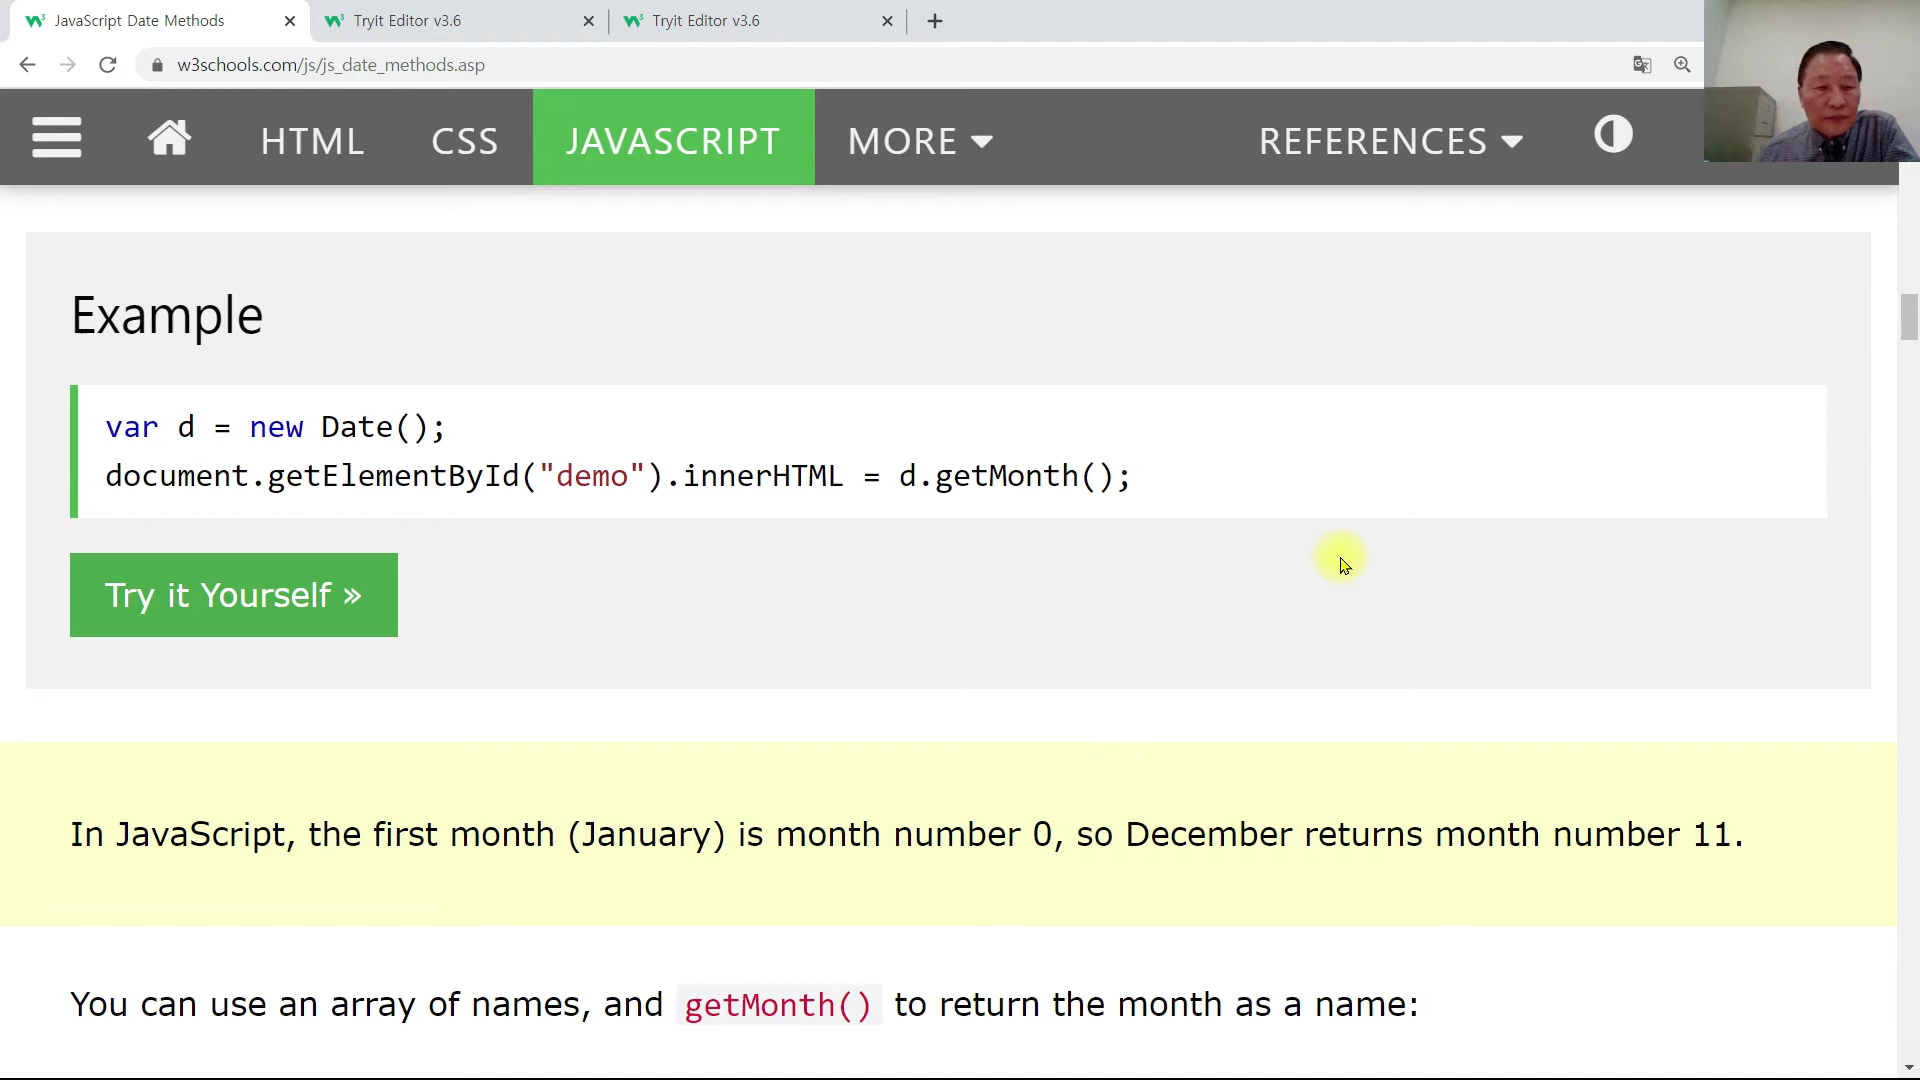 JavaScript Date Methods
Tryit Editor v3.6
Tryit Editor v3.6
w3schools.com/js/js_date_methods.asp
HTML CSS JAVASCRIPT MORE REFERENCES
Example
var d = new Date();
document.getElementById("demo").innerHTML = d.getMonth();
Try it Yourself »
In JavaScript, the first month (January) is month number 0, so December returns month number 11.
You can use an array of names, and getMonth() to return the month as a name: